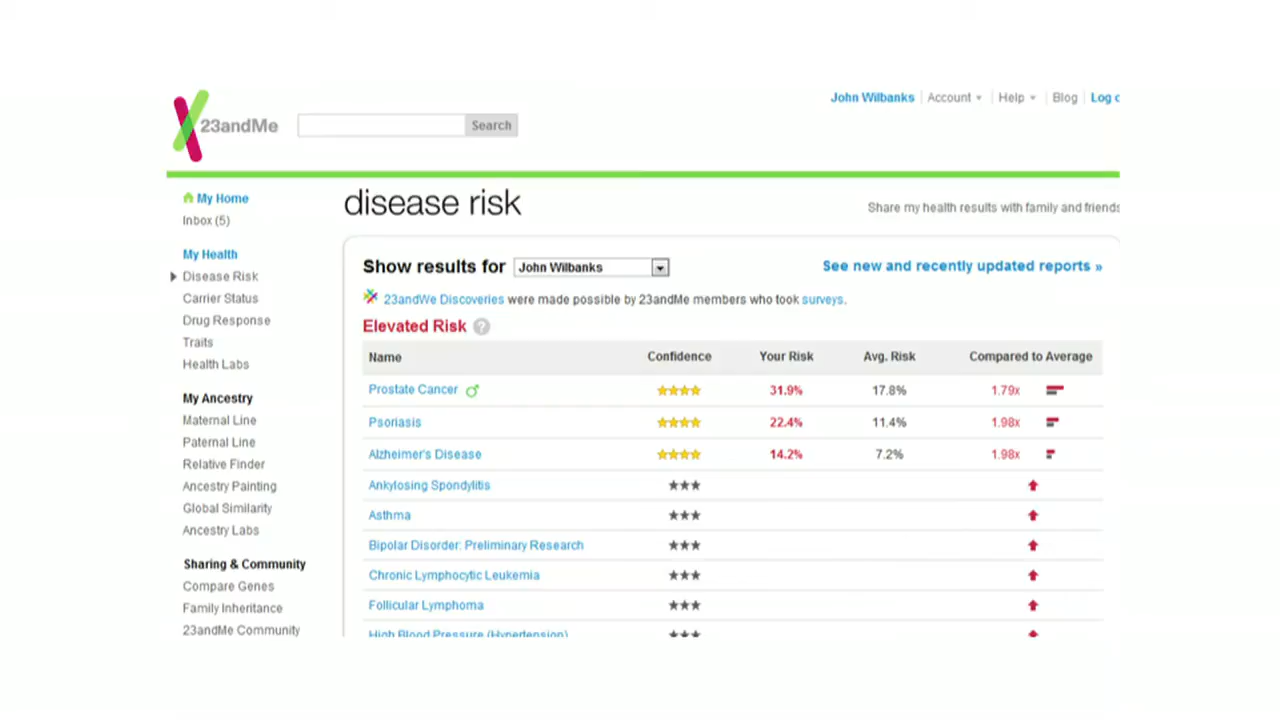 John Wilbanks Account Help Blog Log
23andMe
Search
My Home
Inbox (5)
My Health
Disease Risk
Carrier Status
Drug Response
Traits
Health Labs
My Ancestry
Maternal Line
Paternal Line
Relative Finder
Ancestry Painting
Global Similarity
Ancestry Labs
Sharing & Community
Compare Genes
Family Inheritance
23andMe Community
disease risk
Share my health results with family and friends
Show results for John Wilbanks
See new and recently updated reports »
23andWe Discoveries were made possible by 23andMe members who took surveys.
Elevated Risk ?
Name Confidence Your Risk Avg. Risk Compared to Average
Prostate Cancer ♂ ★★★★ 31.9% 17.8% 1.79x
Psoriasis ★★★★ 22.4% 11.4% 1.98x
Alzheimer's Disease ★★★★ 14.2% 7.2% 1.98x
Ankylosing Spondylitis ★★★
Asthma ★★★
Bipolar Disorder: Preliminary Research ★★★
Chronic Lymphocytic Leukemia ★★★
Follicular Lymphoma ★★★
High Blood Pressure (Hypertension) ★★★